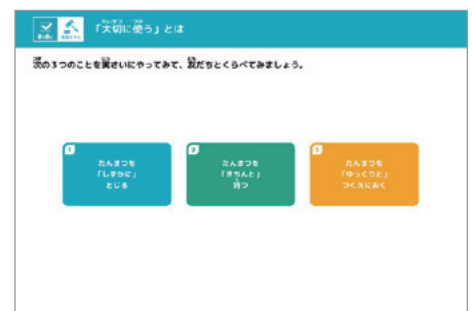 「大切に使う」とは
次の3つのことを実さいにやってみて、友だちとくらべてみましょう。
1
たんまつを
「しずかに」
とじる
2
たんまつを
「きちんと」
持つ
3
たんまつを
「ゆっくりと」
つくえにおく